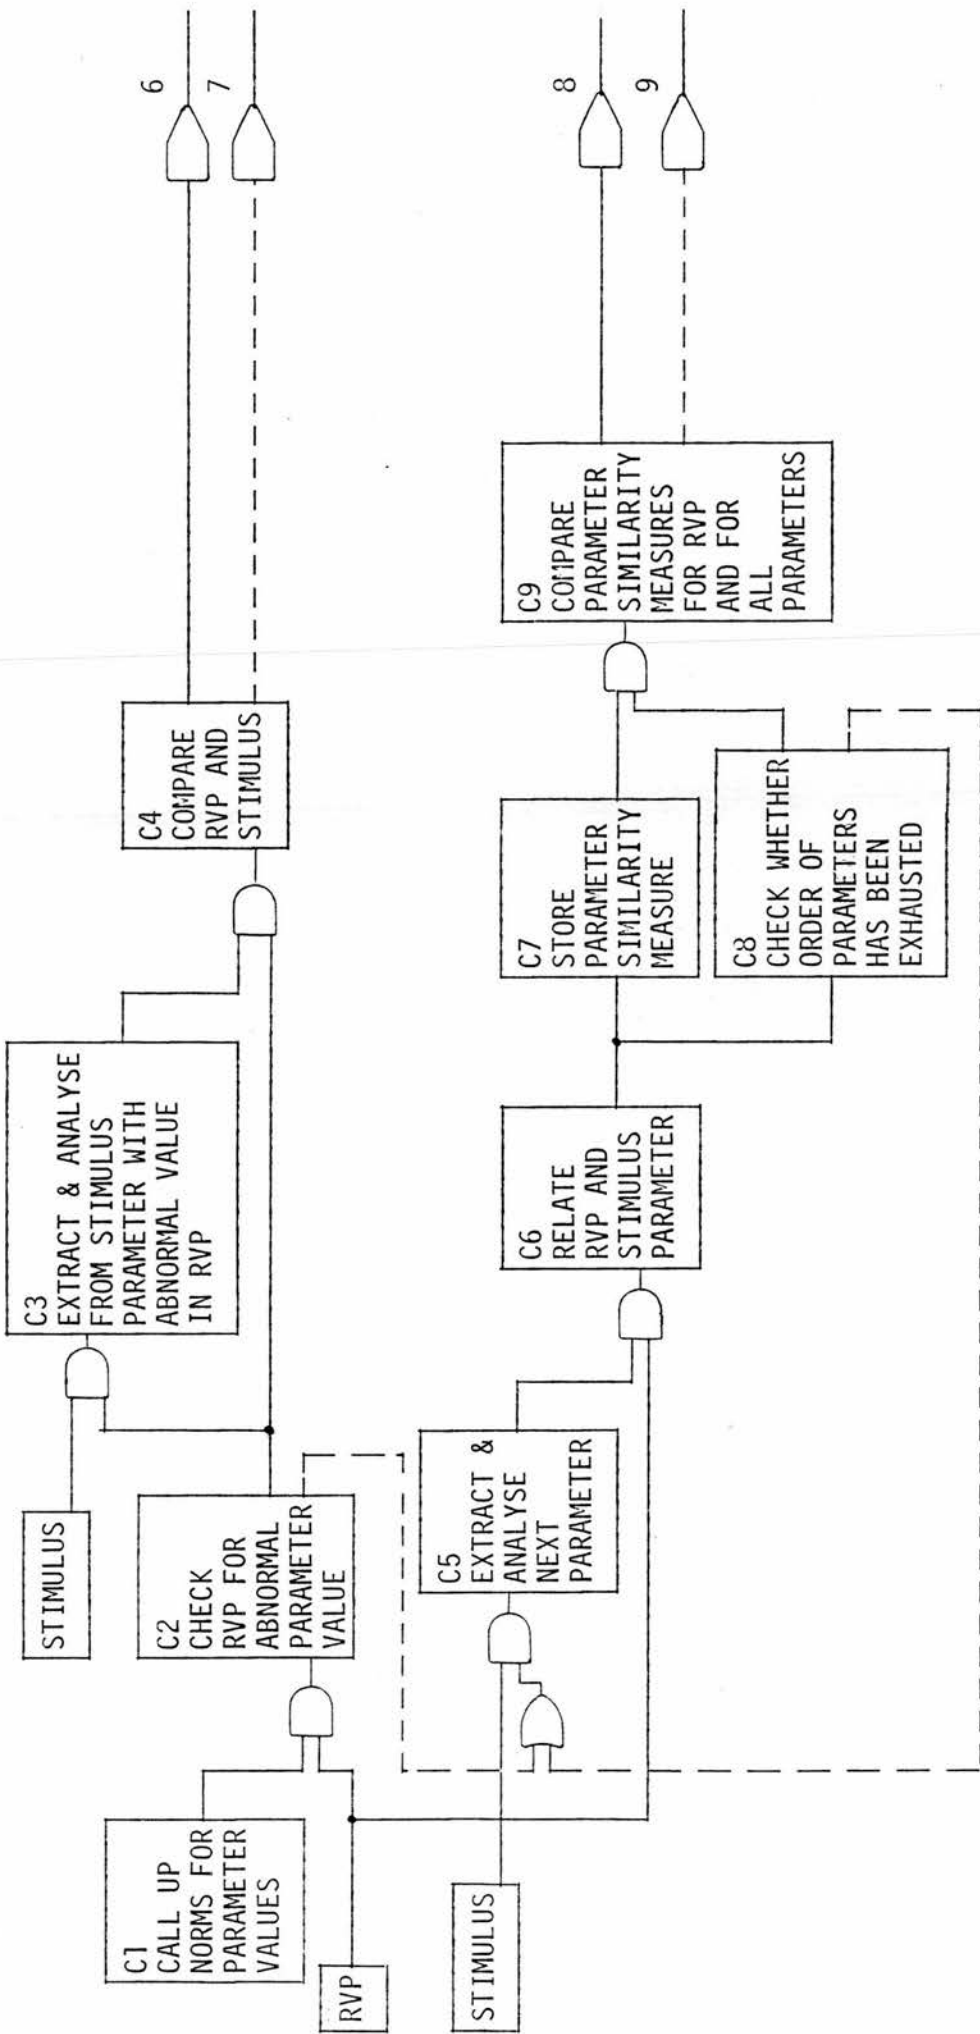 STIMULUS
C3
EXTRACT & ANALYSE
FROM STIMULUS
PARAMETER WITH
ABNORMAL VALUE
IN RVP
6
7
C1
CALL UP
NORMS FOR
PARAMETER
VALUES
C2
CHECK
RVP FOR
ABNORMAL
PARAMETER
VALUE
C4
COMPARE
RVP AND
STIMULUS
RVP
STIMULUS
C5
EXTRACT &
ANALYSE
NEXT
PARAMETER
C6
RELATE
RVP AND
STIMULUS
PARAMETER
C7
STORE
PARAMETER
SIMILARITY
MEASURE
C8
CHECK WHETHER
ORDER OF
PARAMETERS
HAS BEEN
EXHAUSTED
C9
COMPARE
PARAMETER
SIMILARITY
MEASURES
FOR RVP
AND FOR
ALL
PARAMETERS
8
9